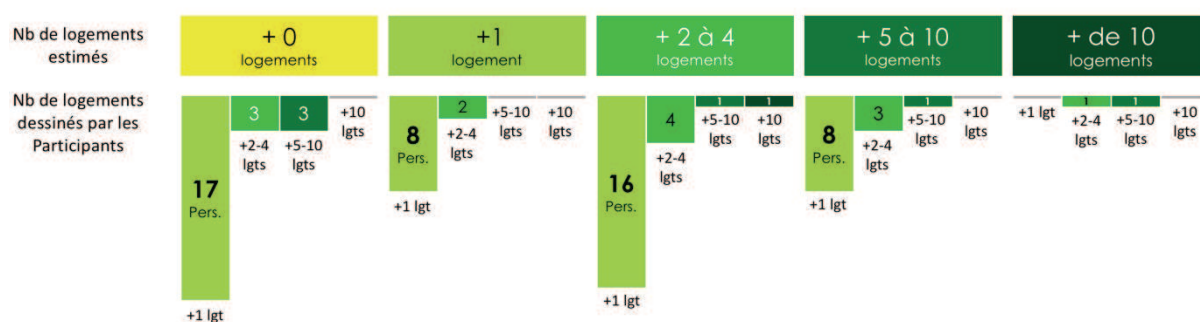 Nb de logements
estimés
+ 0
logements
+1
logement
+ 2 à 4
logements
+ 5 à 10
logements
+ de 10
logements
Nb de logements
dessinés par les
Participants
17
Pers.
+1 lgt
3
+2-4
lgts
3
+5-10
lgts
+10
lgts
8
Pers.
+1 lgt
2
+2-4
lgts
+5-10
lgts
+10
lgts
16
Pers.
+1 lgt
4
+2-4
lgts
1
+5-10
lgts
1
+10
lgts
8
Pers.
+1 lgt
3
+2-4
lgts
1
+5-10
lgts
+10
lgts
+1 lgt
1
+2-4
lgts
1
+5-10
lgts
+10
lgts